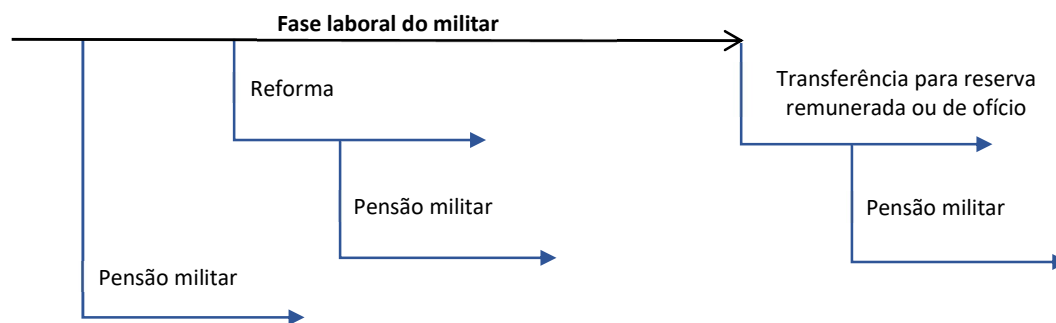 Fase laboral do militar
Reforma
Transferência para reserva
remunerada ou de ofício
Pensão militar
Pensão militar
Pensão militar